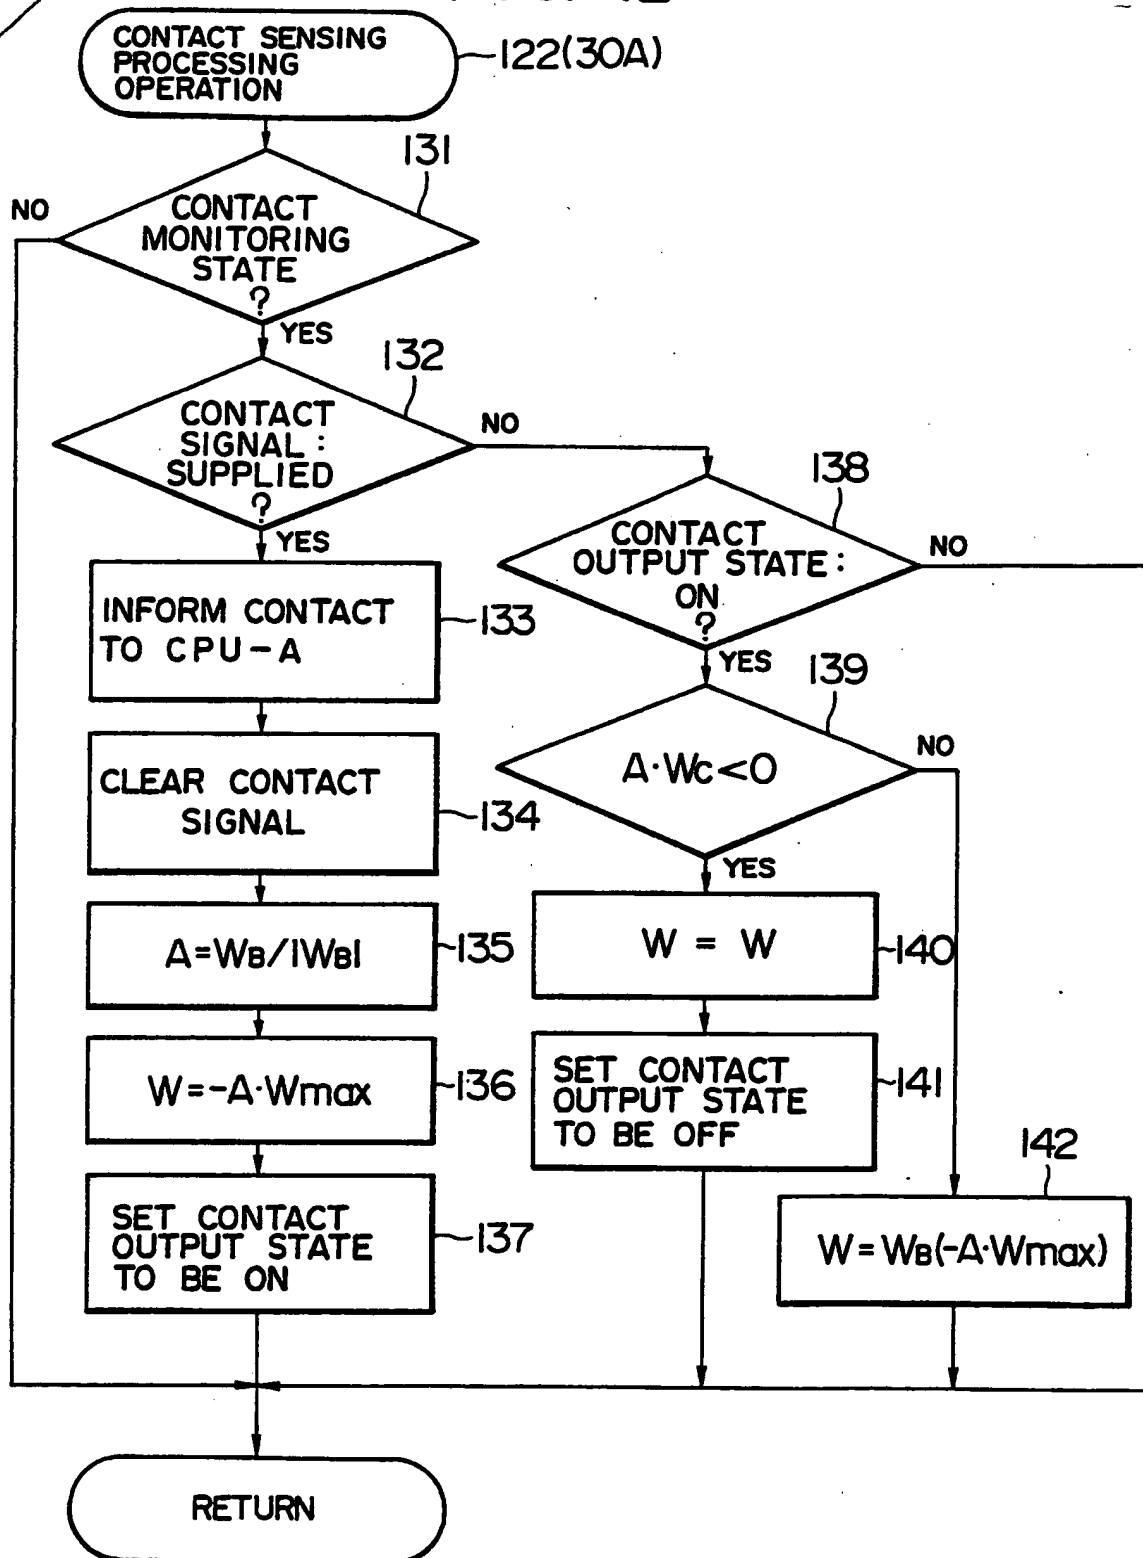 CONTACT SENSING
PROCESSING
OPERATION
122(30A)
131
NO
CONTACT
MONITORING
STATE
?
YES
132
CONTACT
SIGNAL:
SUPPLIED
?
NO
YES
138
CONTACT
OUTPUT STATE:
ON
?
NO
YES
INFORM CONTACT
TO CPU-A
133
139
A·Wc<0
NO
YES
CLEAR CONTACT
SIGNAL
134
A=WB/|WB|
135
W = W
140
W=-A·Wmax
136
SET CONTACT
OUTPUT STATE
TO BE OFF
141
142
SET CONTACT
OUTPUT STATE
TO BE ON
137
W=WB(-A·Wmax)
RETURN